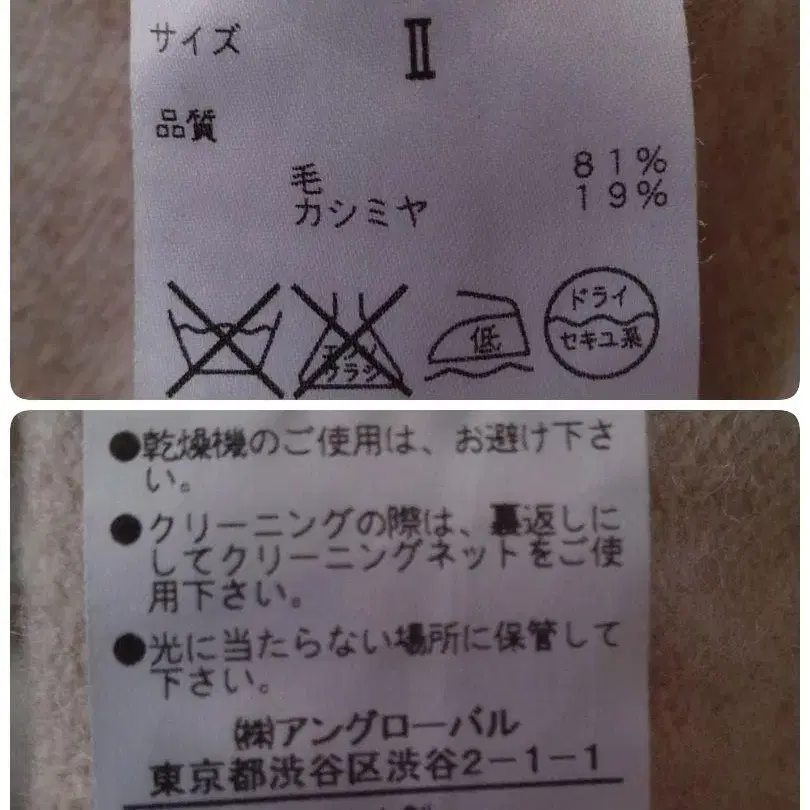 サイズ Ⅱ
品質
毛 81%
カシミヤ 19%
低
ドライ
セキユ系
●乾燥機のご使用は、お避け下さ
い。
●クリーニングの際は、裏返しに
してクリーニングネットをご使
用下さい。
●光に当たらない場所に保管して
下さい。
㈱アングローバル
東京都渋谷区渋谷2-1-1